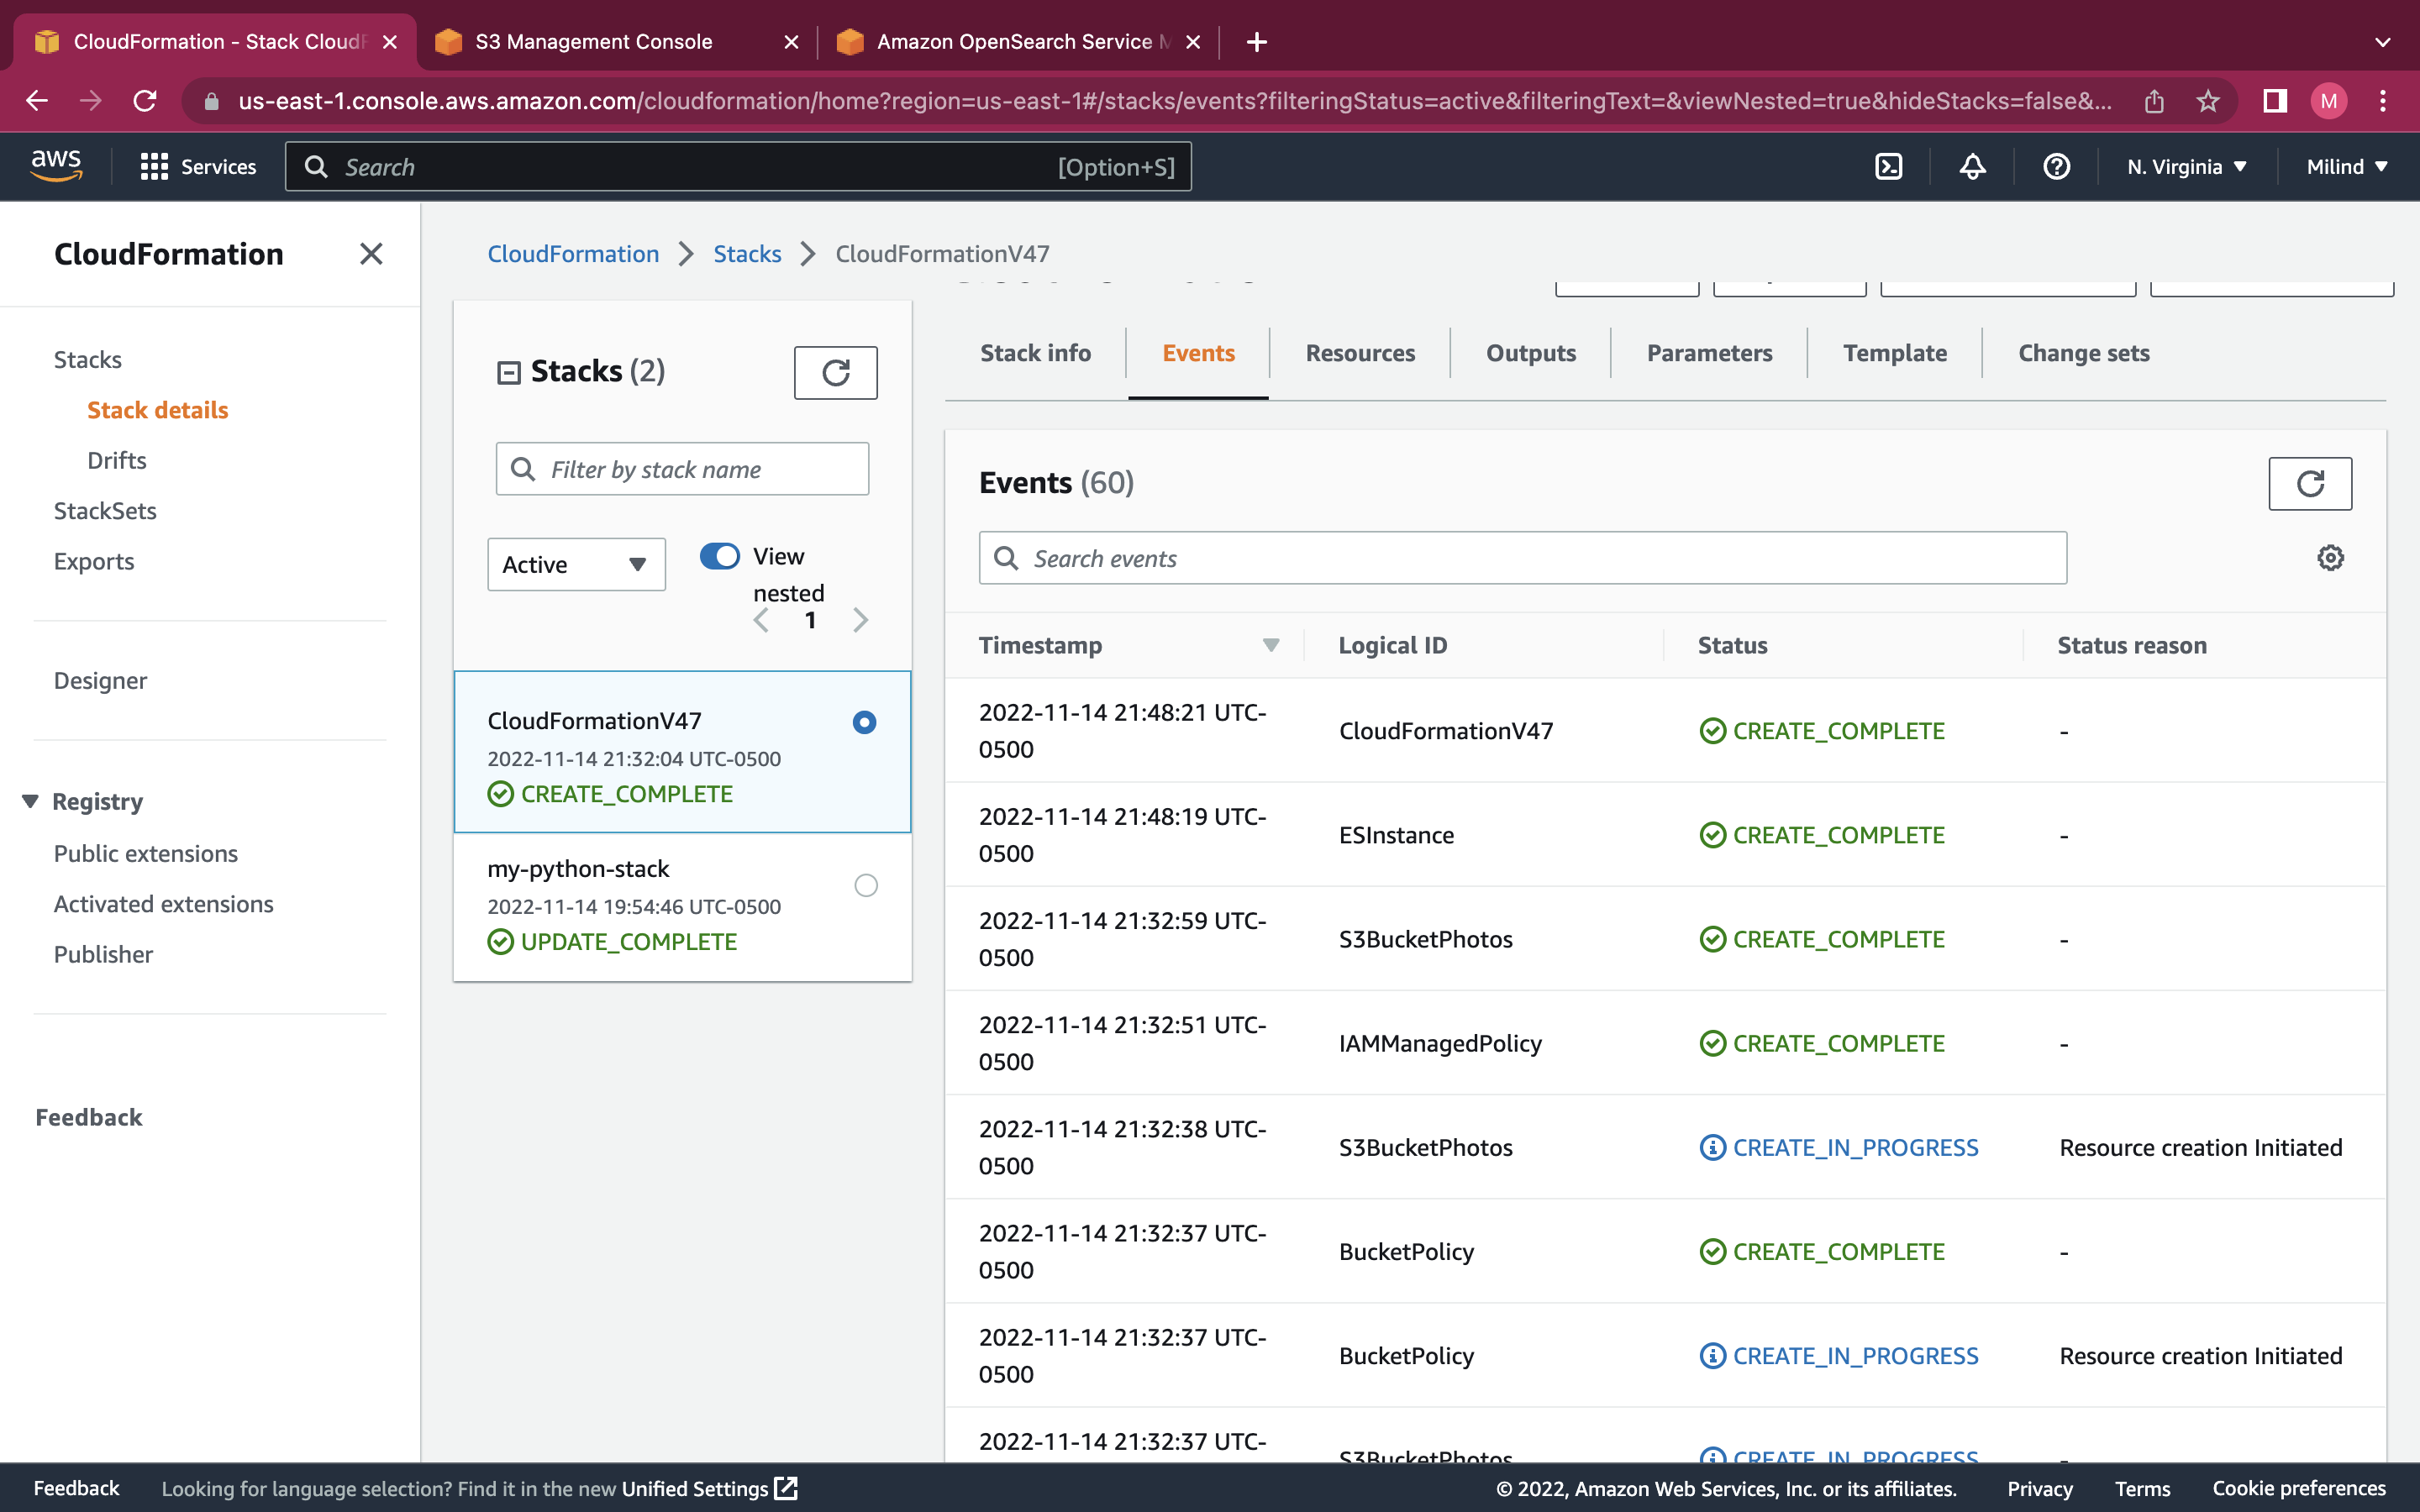 CloudFormation - Stack CloudF
S3 Management Console
Amazon OpenSearch Service M
us-east-1.console.aws.amazon.com/cloudformation/home?region=us-east-1#/stacks/events?filteringStatus=active&filteringText=&viewNested=true&hideStacks=false&...
M
aws
Services
Search
[Option+S]
N. Virginia
Milind
CloudFormation
Stacks
Stack details
Drifts
StackSets
Exports
Designer
Registry
Public extensions
Activated extensions
Publisher
Feedback
CloudFormation
Stacks
CloudFormationV47
Stacks (2)
Filter by stack name
Active
View
nested
1
CloudFormationV47
2022-11-14 21:32:04 UTC-0500
CREATE_COMPLETE
my-python-stack
2022-11-14 19:54:46 UTC-0500
UPDATE_COMPLETE
Stack info
Events
Resources
Outputs
Parameters
Template
Change sets
Events (60)
Search events
Timestamp
Logical ID
Status
Status reason
2022-11-14 21:48:21 UTC-
0500
CloudFormationV47
CREATE_COMPLETE
-
2022-11-14 21:48:19 UTC-
0500
ESInstance
CREATE_COMPLETE
-
2022-11-14 21:32:59 UTC-
0500
S3BucketPhotos
CREATE_COMPLETE
-
2022-11-14 21:32:51 UTC-
0500
IAMManagedPolicy
CREATE_COMPLETE
-
2022-11-14 21:32:38 UTC-
0500
S3BucketPhotos
CREATE_IN_PROGRESS
Resource creation Initiated
2022-11-14 21:32:37 UTC-
0500
BucketPolicy
CREATE_COMPLETE
-
2022-11-14 21:32:37 UTC-
0500
BucketPolicy
CREATE_IN_PROGRESS
Resource creation Initiated
2022-11-14 21:32:37 UTC-
S3BucketPhotos
CREATE_IN_PROGRESS
-
Feedback
Looking for language selection? Find it in the new Unified Settings
© 2022, Amazon Web Services, Inc. or its affiliates.
Privacy
Terms
Cookie preferences